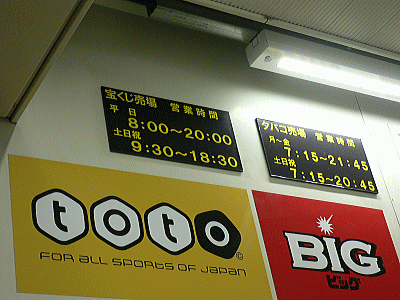 宝くじ売場 営業時間
平日
8:00～20:00
土日祝
9:30～18:30
タバコ売場 営業時間
月～金
7:15～21:45
土日祝
7:15～20:45
toto
©
FOR ALL SPORTS OF JAPAN
BIG
ビッグ